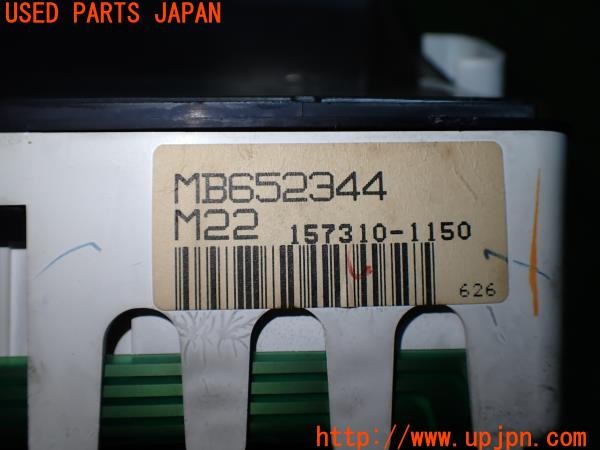 USED PARTS JAPAN
MB652344
M22 157310-1150
626
http://www.upjpn.com/